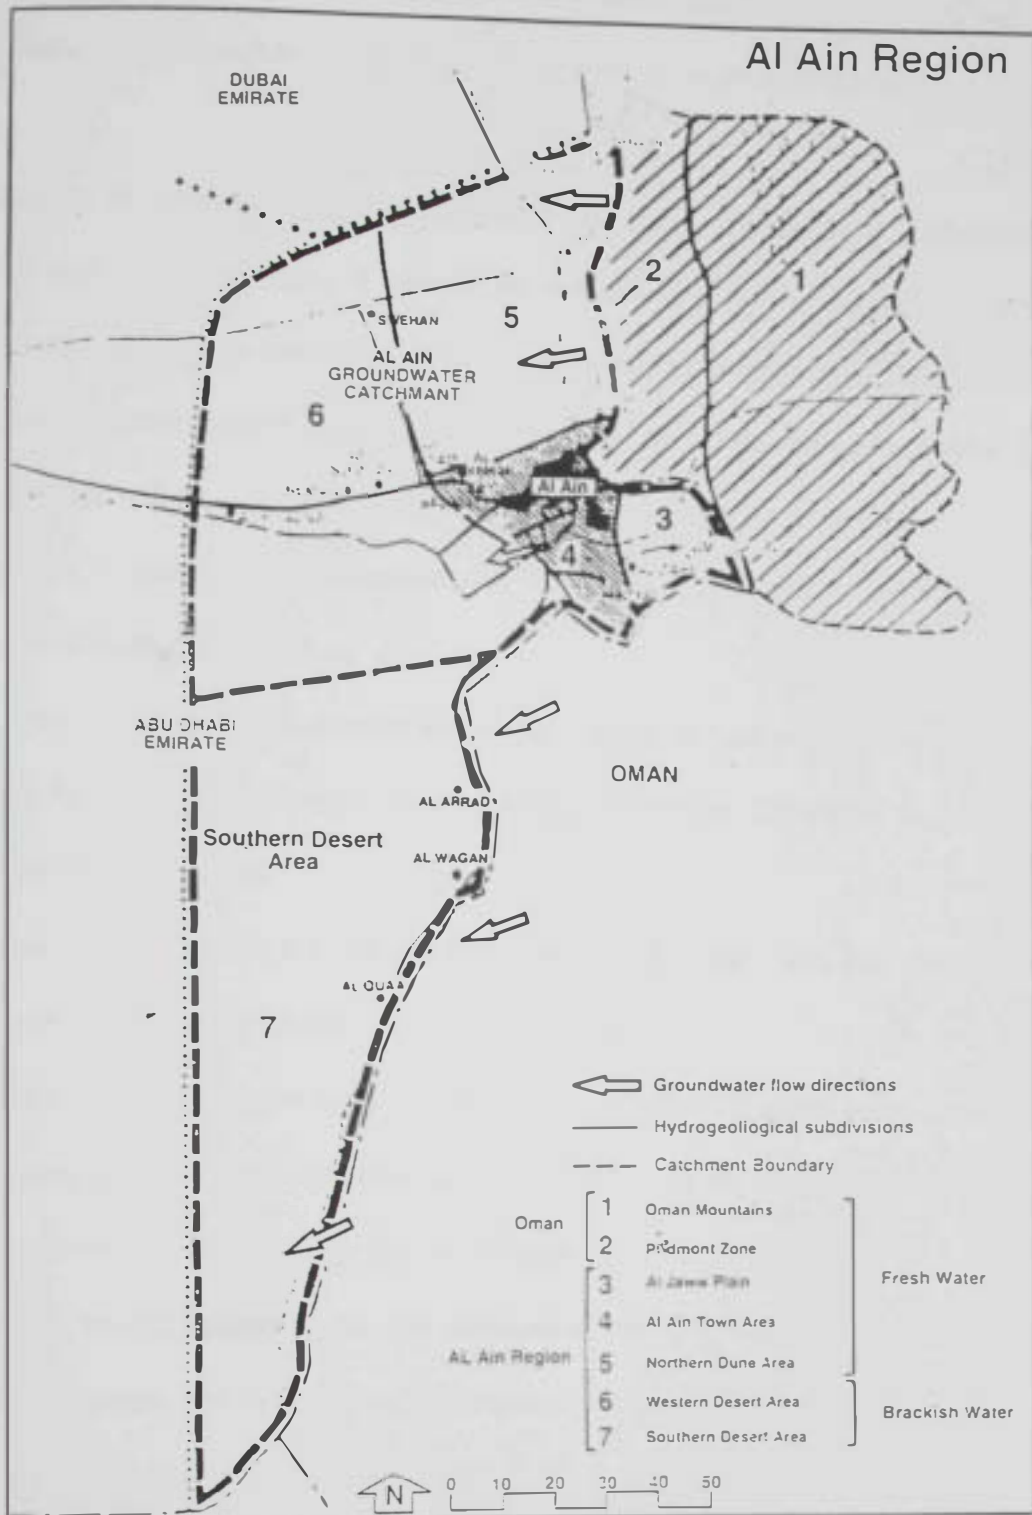 Al Ain Region
DUBAI
EMIRATE
2
1
5
SWEHAN
AL AIN
GROUNDWATER
CATCHMANT
6
Al Ain
3
4
ABU DHABI
EMIRATE
OMAN
AL ARRAD
Southern Desert
Area
AL WAGAN
AL QUAA
7
Groundwater flow directions
Hydrogeoliogical subdivisions
Catchment Boundary
Oman
1 Oman Mountains
2 Piedmont Zone
Fresh Water
3 Al Jaww Plain
4 Al Ain Town Area
AL Ain Region
5 Northern Dune Area
6 Western Desert Area
Brackish Water
7 Southern Desert Area
N
0 10 20 30 40 50